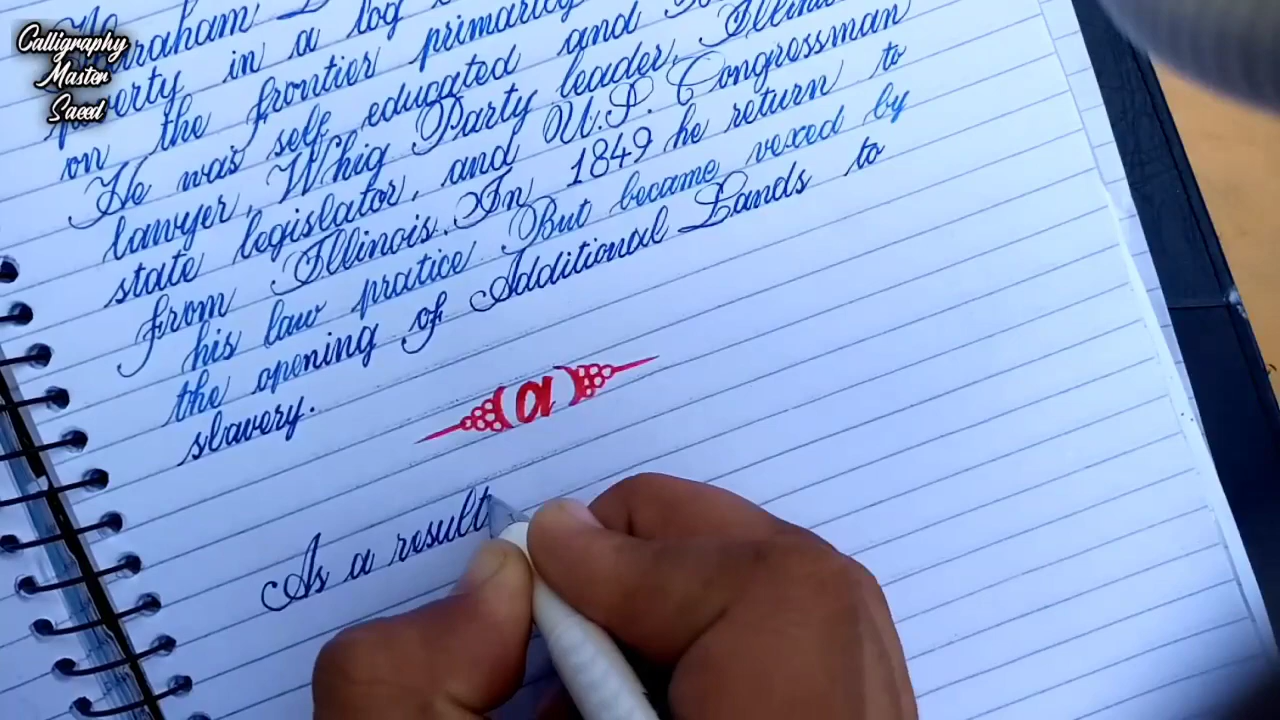 Calligraphy
Master
Saeed
poverty in a log
on the frontier primarily
He was self educated and
lawyer, Whig Party leader,
state legislator, and U.S. Congressman
from Illinois. In 1849 he return to
his law pratice But became vexed by
the opening of Additional Lands to
slavery.
(a)
As a result